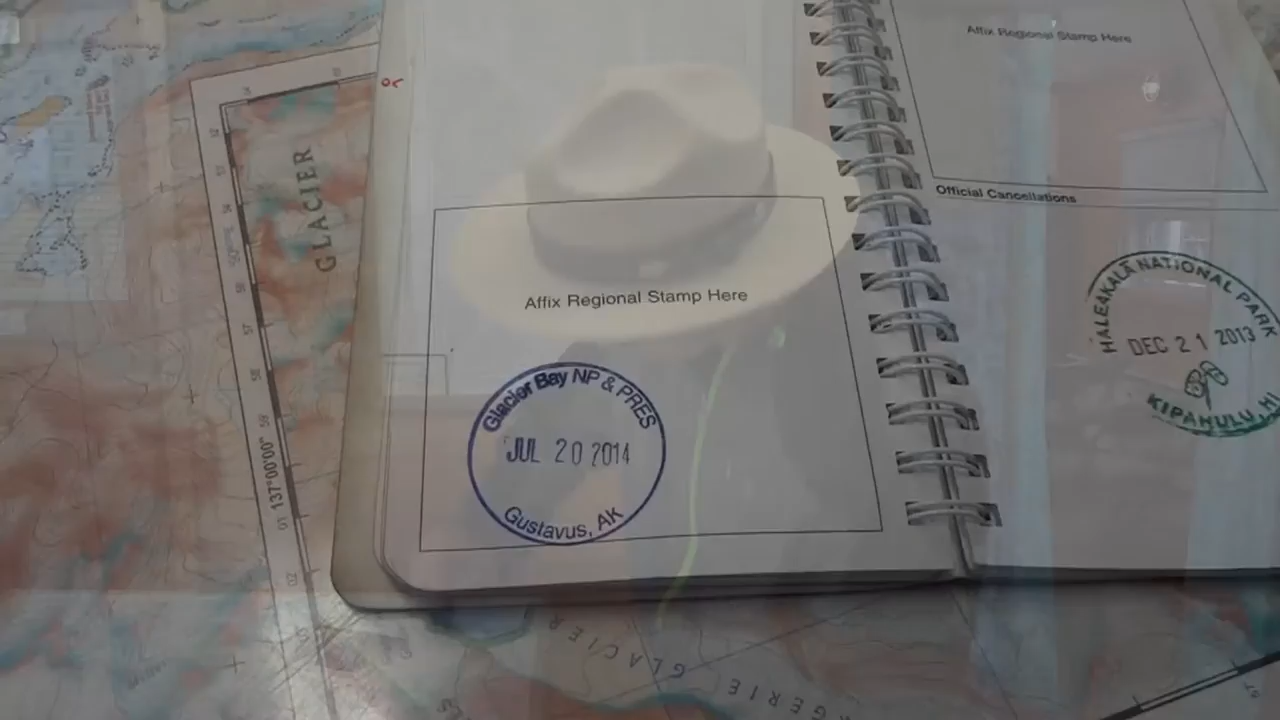 Affix Regional Stamp Here
Official Cancellations
HALEAKALĀ NATIONAL PARK
DEC 21 2013
KIPAHULU, HI
GLACIER
Affix Regional Stamp Here
Glacier Bay NP & PRES
JUL 20 2014
Gustavus, AK
137°00'00"
GLACIER